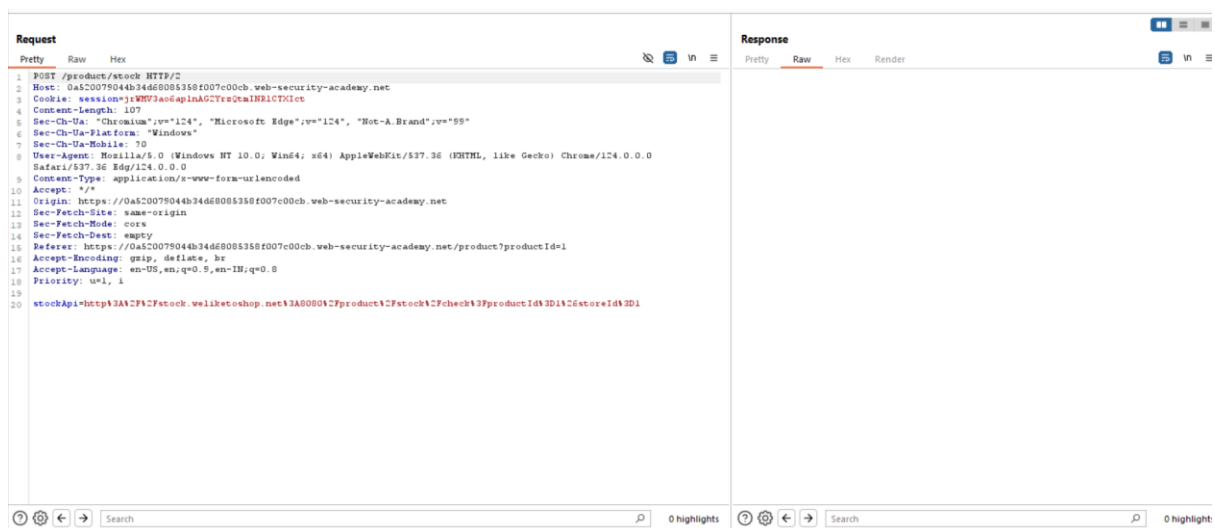 Request
Pretty Raw Hex
\n
1 POST /product/stock HTTP/2
2 Host: 0a520079044b34d68085358f007c00cb.web-security-academy.net
3 Cookie: session=
4 Content-Length: 107
5 Sec-Ch-Ua: "Chromium";v="124", "Microsoft Edge";v="124", "Not-A.Brand";v="99"
6 Sec-Ch-Ua-Platform: "Windows"
7 Sec-Ch-Ua-Mobile: ?0
8 User-Agent: Mozilla/5.0 (Windows NT 10.0; Win64; x64) AppleWebKit/537.36 (KHTML, like Gecko) Chrome/124.0.0.0
Safari/537.36 Edg/124.0.0.0
9 Content-Type: application/x-www-form-urlencoded
10 Accept: */*
11 Origin: https://0a520079044b34d68085358f007c00cb.web-security-academy.net
12 Sec-Fetch-Site: same-origin
13 Sec-Fetch-Mode: cors
14 Sec-Fetch-Dest: empty
15 Referer: https://0a520079044b34d68085358f007c00cb.web-security-academy.net/product?productId=1
16 Accept-Encoding: gzip, deflate, br
17 Accept-Language: en-US,en;q=0.9,en-IN;q=0.8
18 Priority: u=1, i
19
20 stockApi=http%3A%2F%2Fstock.weliketoshop.net%3A8080%2Fproduct%2Fstock%2Fcheck%3FproductId%3D1%26storeId%3D1
Search
0 highlights
Response
Pretty Raw Hex Render
\n
Search
0 highlights